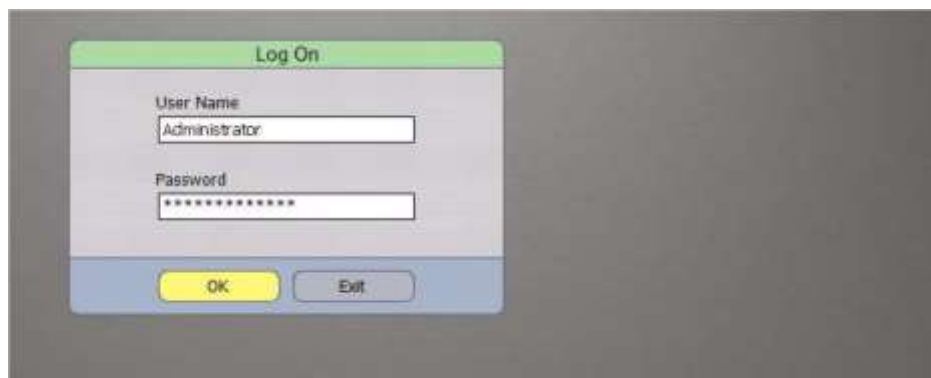 Log On
User Name
Administrator
Password
*************
OK
Exit